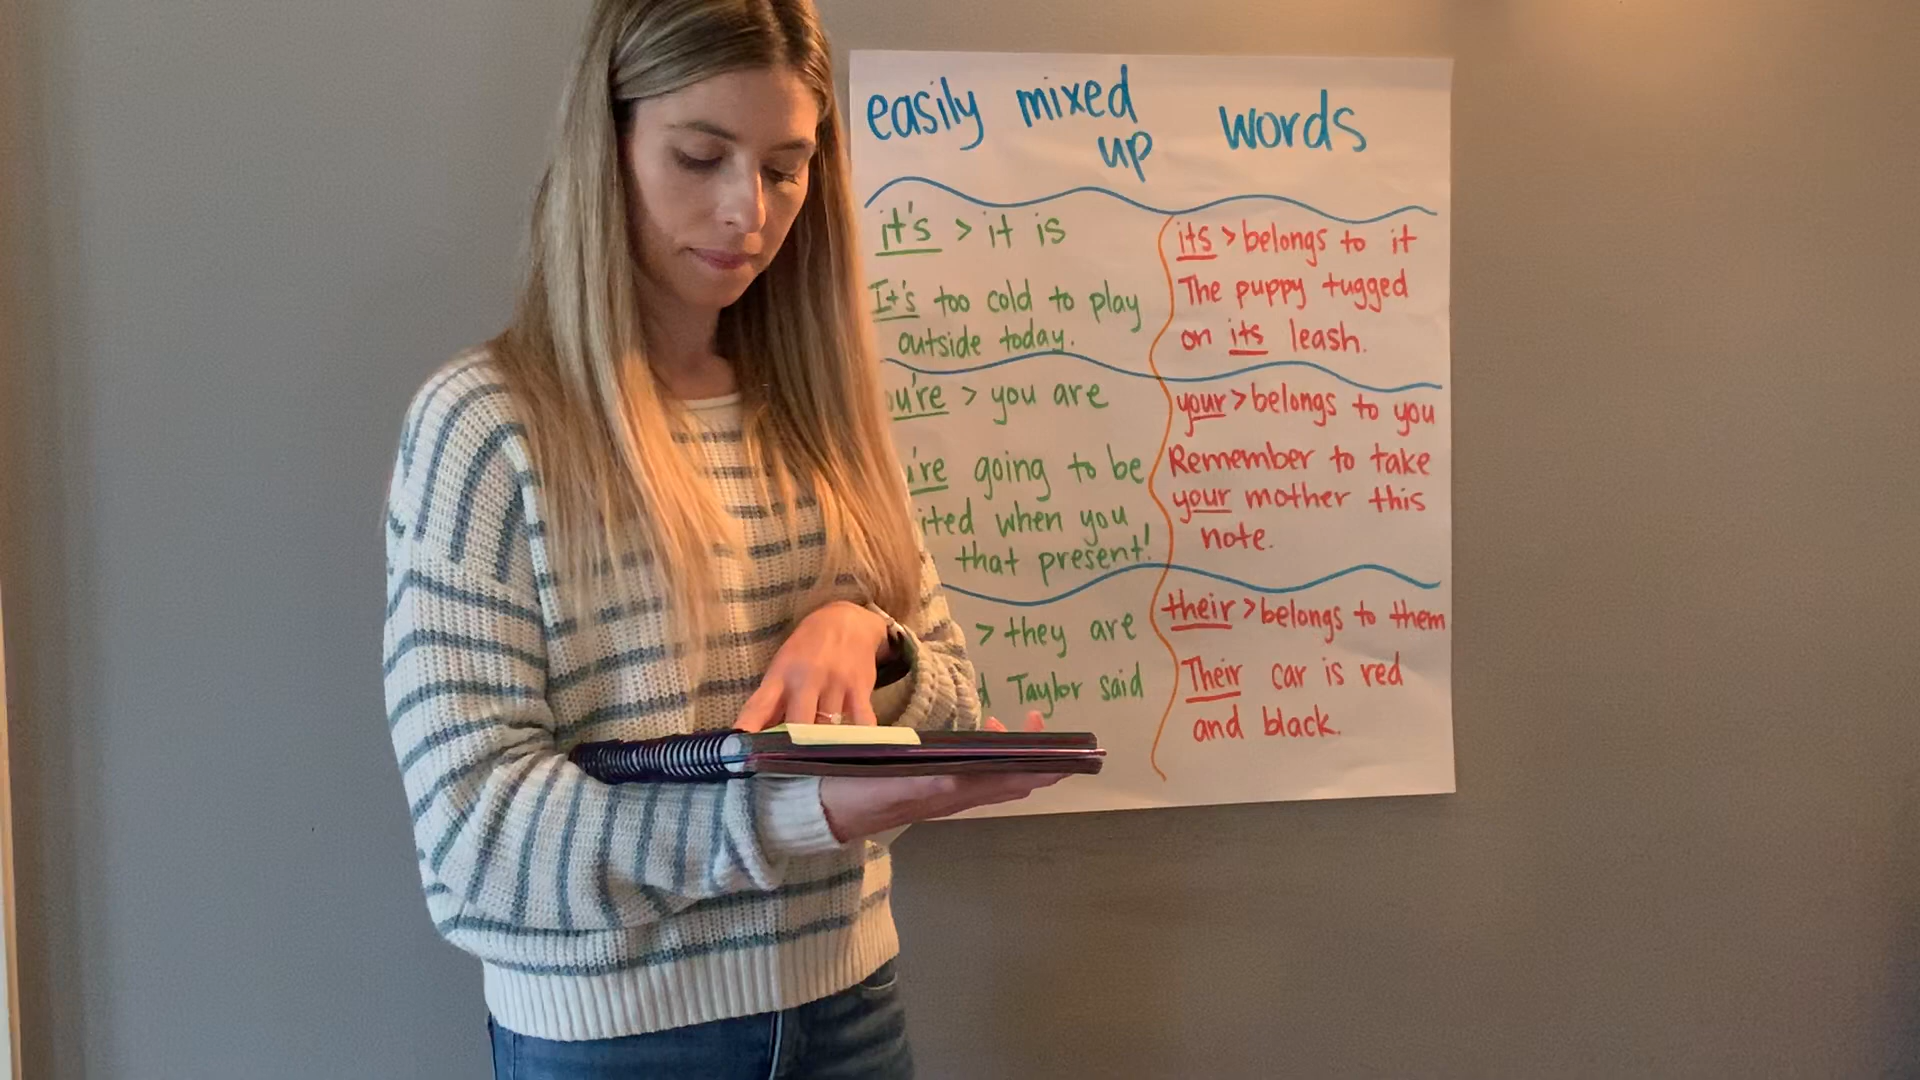 easily mixed up words
it's > it is
It's too cold to play
outside today.
> you are
going to be
when you
that present!
> they are
Taylor said
its > belongs to it
The puppy tugged
on its leash.
your > belongs to you
Remember to take
your mother this
note.
their > belongs to them
Their car is red
and black.